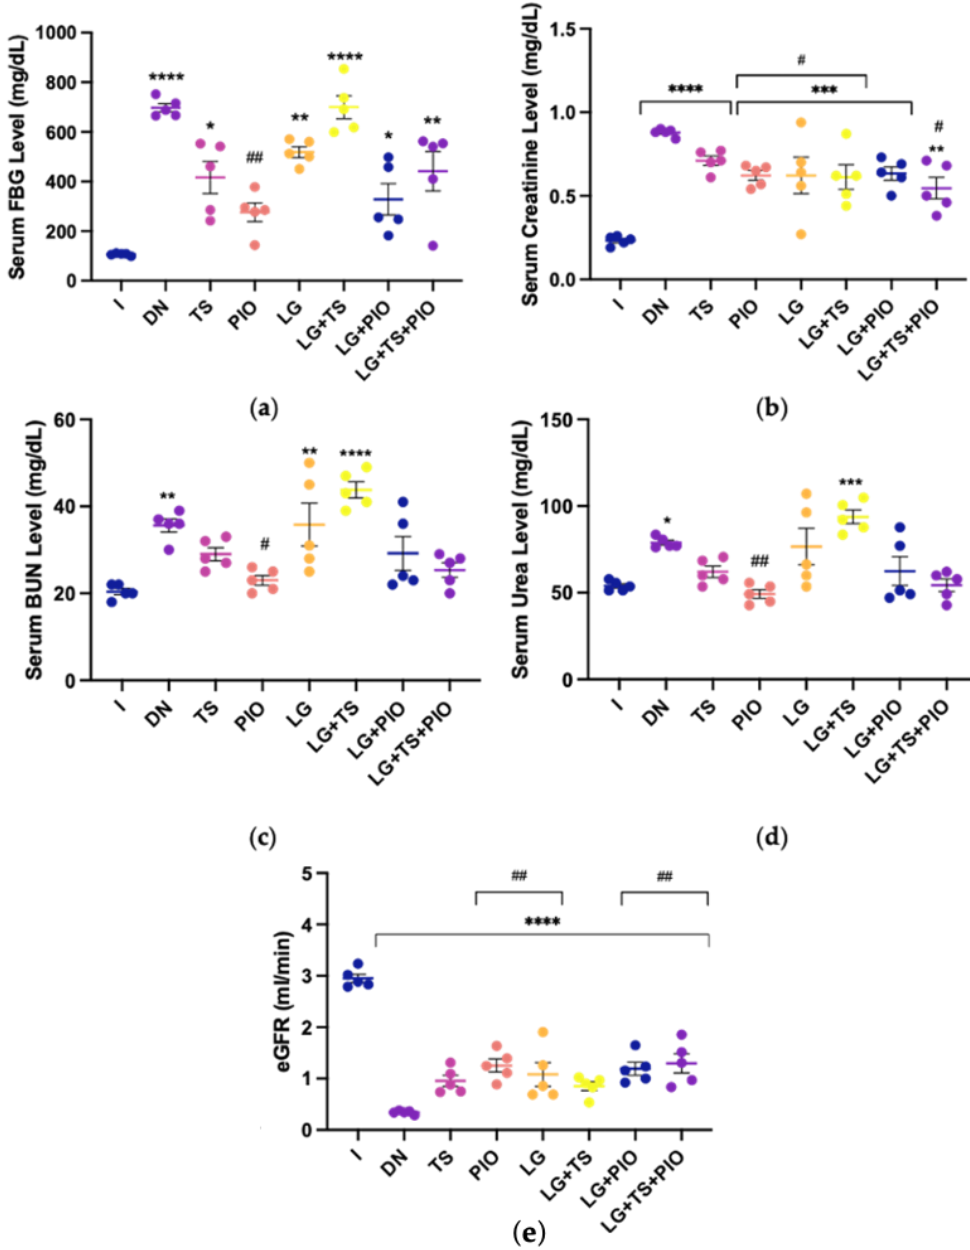 Serum FBG Level (mg/dL)
1000
800
600
400
200
0
****
*
##
**
****
*
**
I
DN
TS
PIO
LG
LG+TS
LG+PIO
LG+TS+PIO
(a)
Serum Creatinine Level (mg/dL)
1.5
1.0
0.5
0.0
#
****
***
#
**
I
DN
TS
PIO
LG
LG+TS
LG+PIO
LG+TS+PIO
(b)
Serum BUN Level (mg/dL)
60
40
20
0
**
#
**
****
I
DN
TS
PIO
LG
LG+TS
LG+PIO
LG+TS+PIO
(c)
Serum Urea Level (mg/dL)
150
100
50
0
*
##
***
I
DN
TS
PIO
LG
LG+TS
LG+PIO
LG+TS+PIO
(d)
eGFR (ml/min)
5
4
3
2
1
0
##
##
****
I
DN
TS
PIO
LG
LG+TS
LG+PIO
LG+TS+PIO
(e)